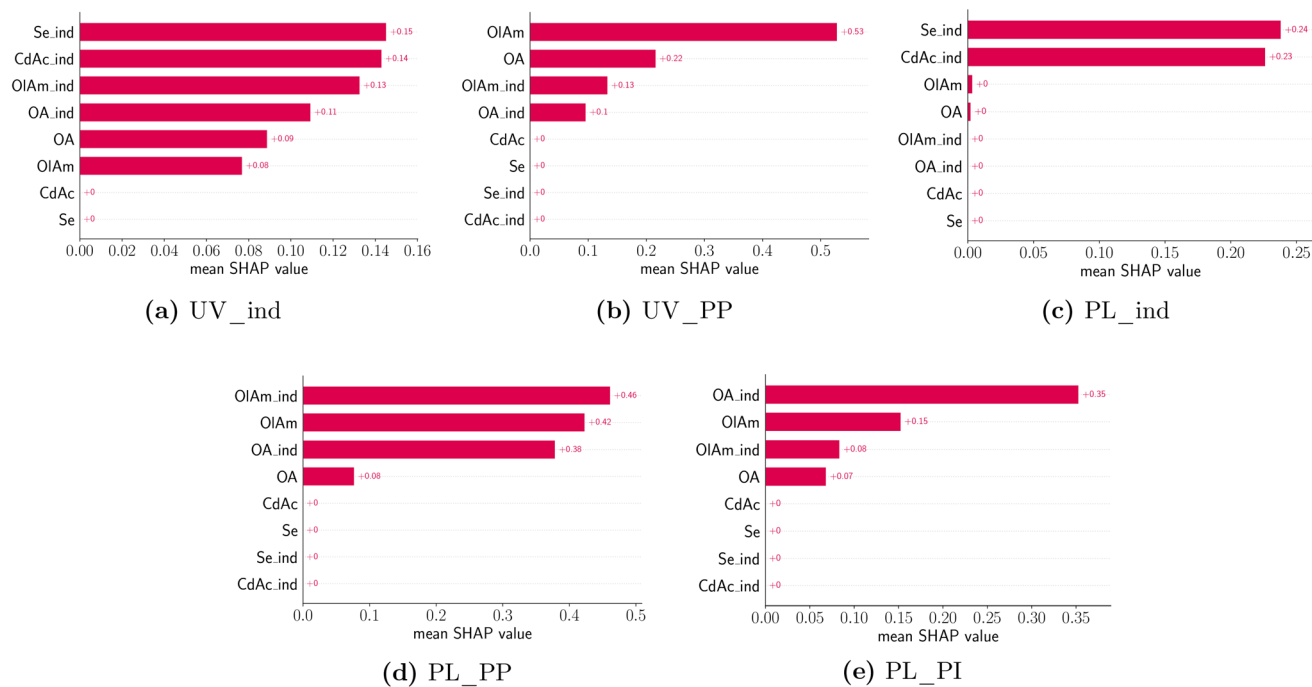 Se_ind +0.15
CdAc_ind +0.14
OlAm_ind +0.13
OA_ind +0.11
OA +0.09
OlAm +0.08
CdAc +0
Se +0
0.00 0.02 0.04 0.06 0.08 0.10 0.12 0.14 0.16
mean SHAP value
(a) UV_ind
OlAm +0.53
OA +0.22
OlAm_ind +0.13
OA_ind +0.1
CdAc +0
Se +0
Se_ind +0
CdAc_ind +0
0.0 0.1 0.2 0.3 0.4 0.5
mean SHAP value
(b) UV_PP
Se_ind +0.24
CdAc_ind +0.23
OlAm +0
OA +0
OlAm_ind +0
OA_ind +0
CdAc +0
Se +0
0.00 0.05 0.10 0.15 0.20 0.25
mean SHAP value
(c) PL_ind
OlAm_ind +0.46
OlAm +0.42
OA_ind +0.38
OA +0.08
CdAc +0
Se +0
Se_ind +0
CdAc_ind +0
0.0 0.1 0.2 0.3 0.4 0.5
mean SHAP value
(d) PL_PP
OA_ind +0.35
OlAm +0.15
OlAm_ind +0.08
OA +0.07
CdAc +0
Se +0
Se_ind +0
CdAc_ind +0
0.00 0.05 0.10 0.15 0.20 0.25 0.30 0.35
mean SHAP value
(e) PL_PI